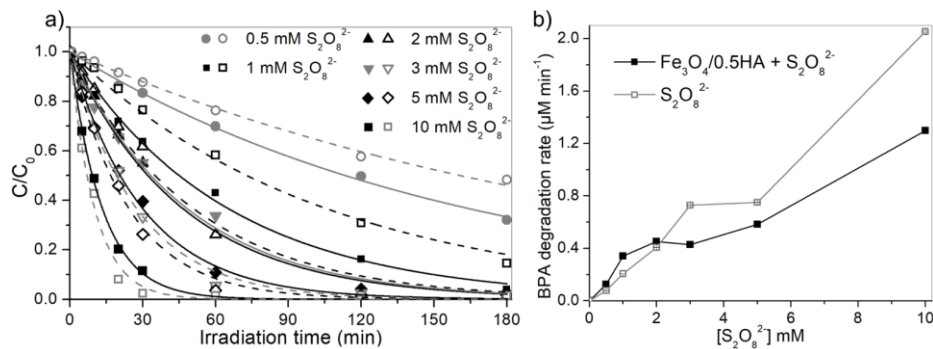 a)
C/C₀
1.0
0.8
0.6
0.4
0.2
0.0
0.5 mM S₂O₈²⁻
1 mM S₂O₈²⁻
2 mM S₂O₈²⁻
3 mM S₂O₈²⁻
5 mM S₂O₈²⁻
10 mM S₂O₈²⁻
0 30 60 90 120 150 180
Irradiation time (min)
b)
BPA degradation rate (µM min⁻¹)
2.0
1.6
1.2
0.8
0.4
0.0
Fe₃O₄/0.5HA + S₂O₈²⁻
S₂O₈²⁻
0 2 4 6 8 10
[S₂O₈²⁻] mM